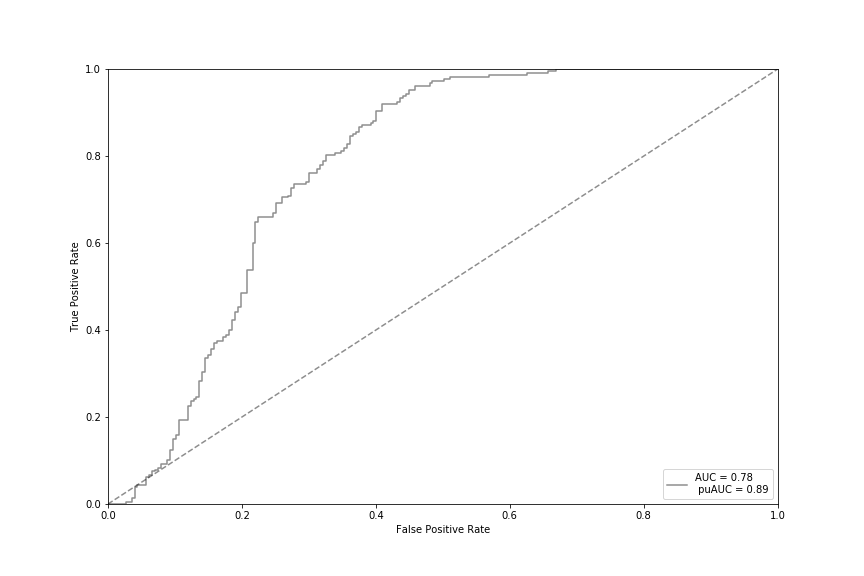 1.0
0.8
0.6
0.4
0.2
0.0
True Positive Rate
0.0 0.2 0.4 0.6 0.8 1.0
False Positive Rate
AUC = 0.78
puAUC = 0.89